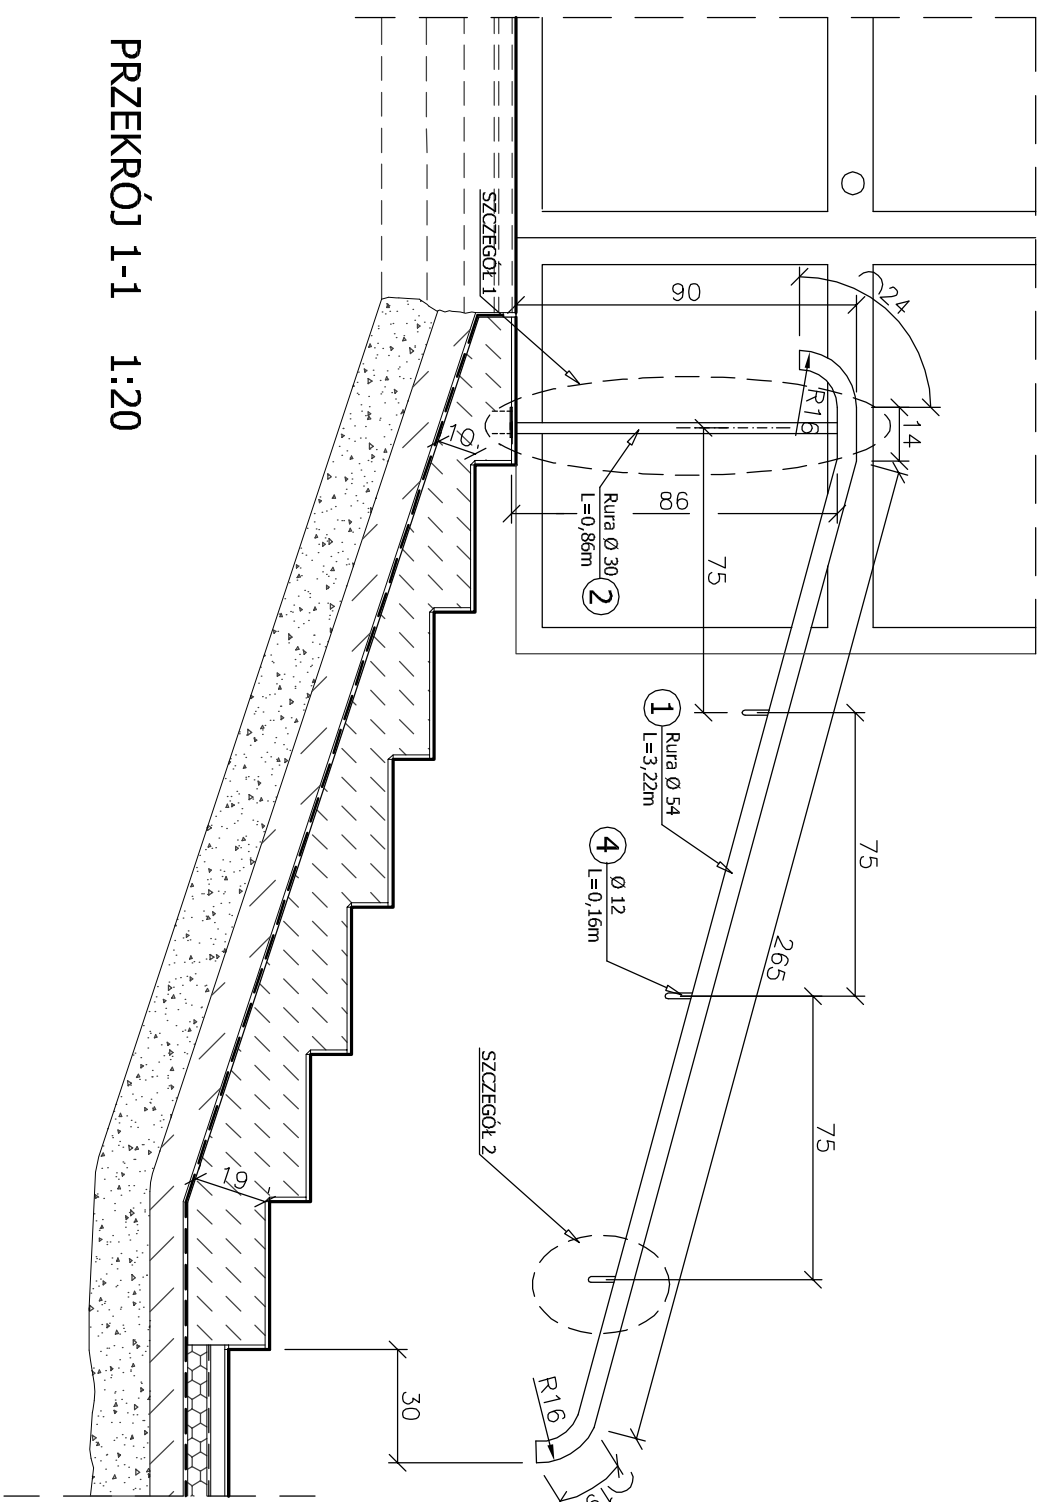 PRZEKRÓJ 1-1 1:20
SZCZEGÓŁ 1
90
24
R16
14
10
86
Rura Ø 30
L=0,86m
2
75
1
Rura Ø 54
L=3,22m
75
4
Ø 12
L=0,16m
265
75
SZCZEGÓŁ 2
19
30
R16